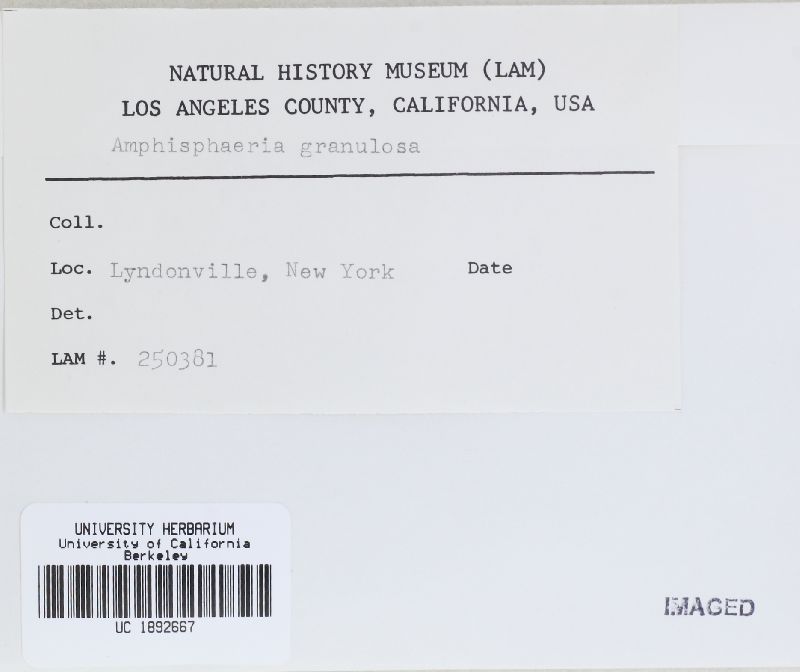 NATURAL HISTORY MUSEUM (LAM)
LOS ANGELES COUNTY, CALIFORNIA, USA
Amphisphaeria granulosa
Coll.
Loc. Lyndonville, New York Date
Det.
LAM #. 250381
UNIVERSITY HERBARIUM
University of California
Berkeley
UC 1892667
IMAGED